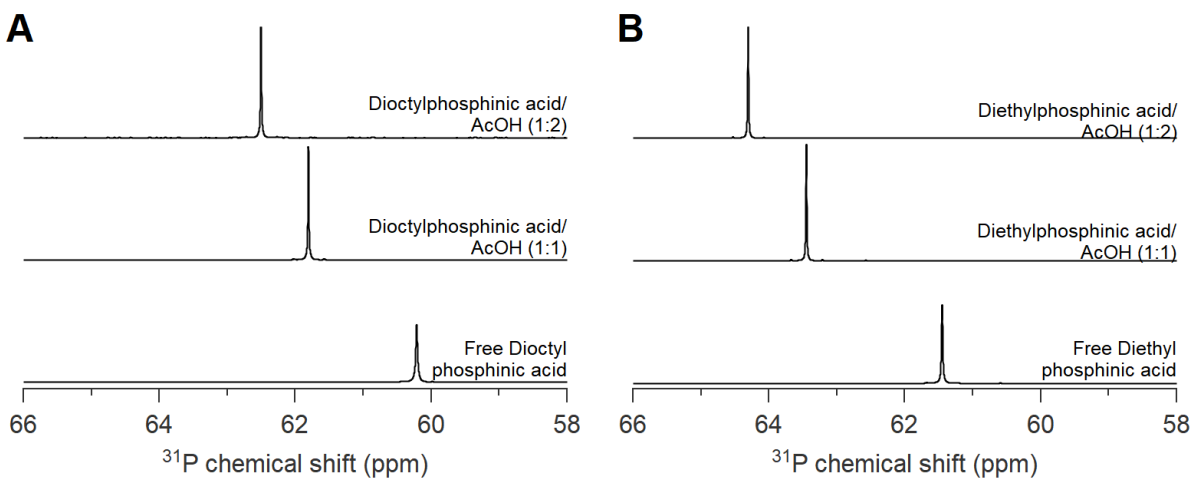 A
Dioctylphosphinic acid/
AcOH (1:2)
Dioctylphosphinic acid/
AcOH (1:1)
Free Dioctyl
phosphinic acid
66 64 62 60 58
31P chemical shift (ppm)
B
Diethylphosphinic acid/
AcOH (1:2)
Diethylphosphinic acid/
AcOH (1:1)
Free Diethyl
phosphinic acid
66 64 62 60 58
31P chemical shift (ppm)